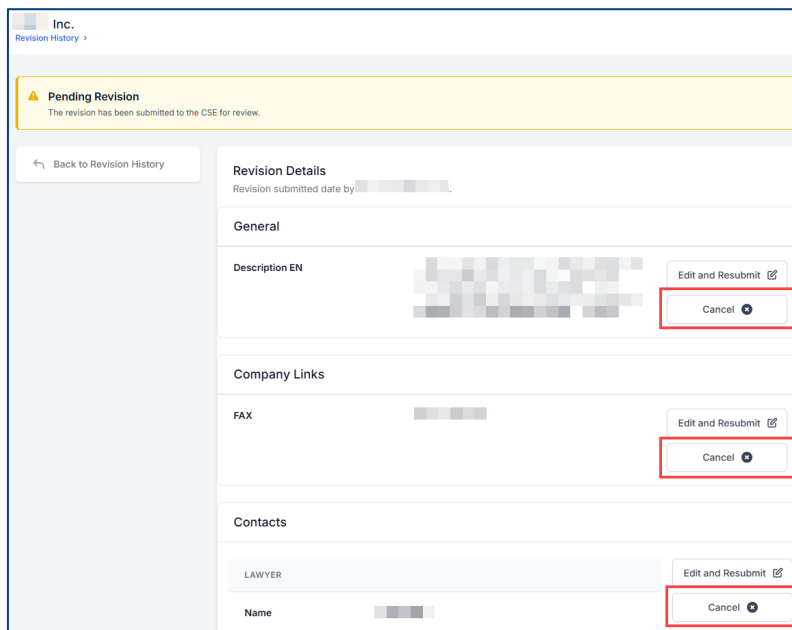 Inc.
Revision History ›
Pending Revision
The revision has been submitted to the CSE for review.
Back to Revision History
Revision Details
Revision submitted date by .
General
Description EN
Edit and Resubmit
Cancel
Company Links
FAX
Edit and Resubmit
Cancel
Contacts
LAWYER
Edit and Resubmit
Name
Cancel